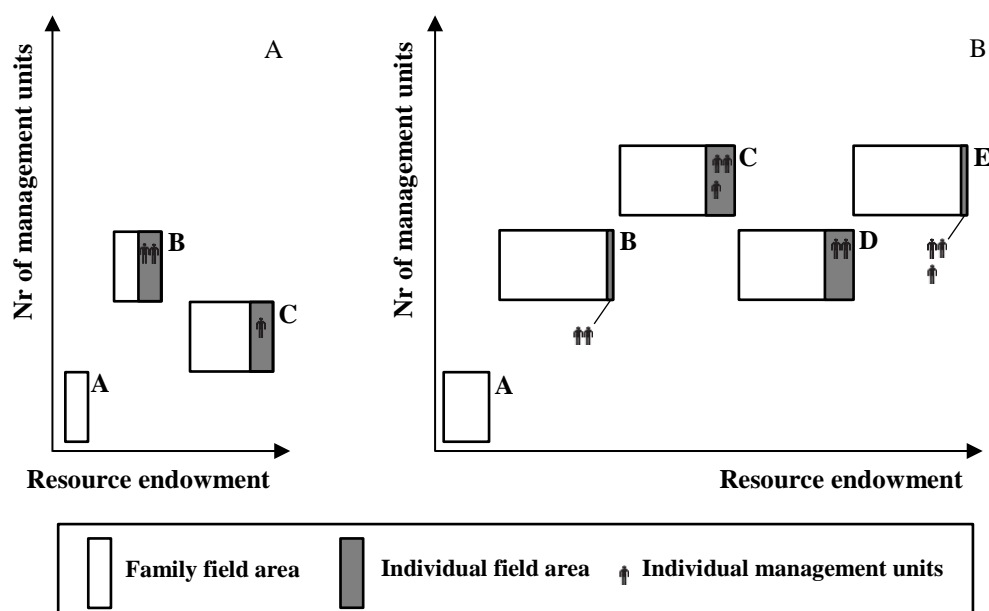 A
B
Nr of management units
Nr of management units
C
E
B
B
D
C
A
A
Resource endowment
Resource endowment
Family field area
Individual field area
Individual management units